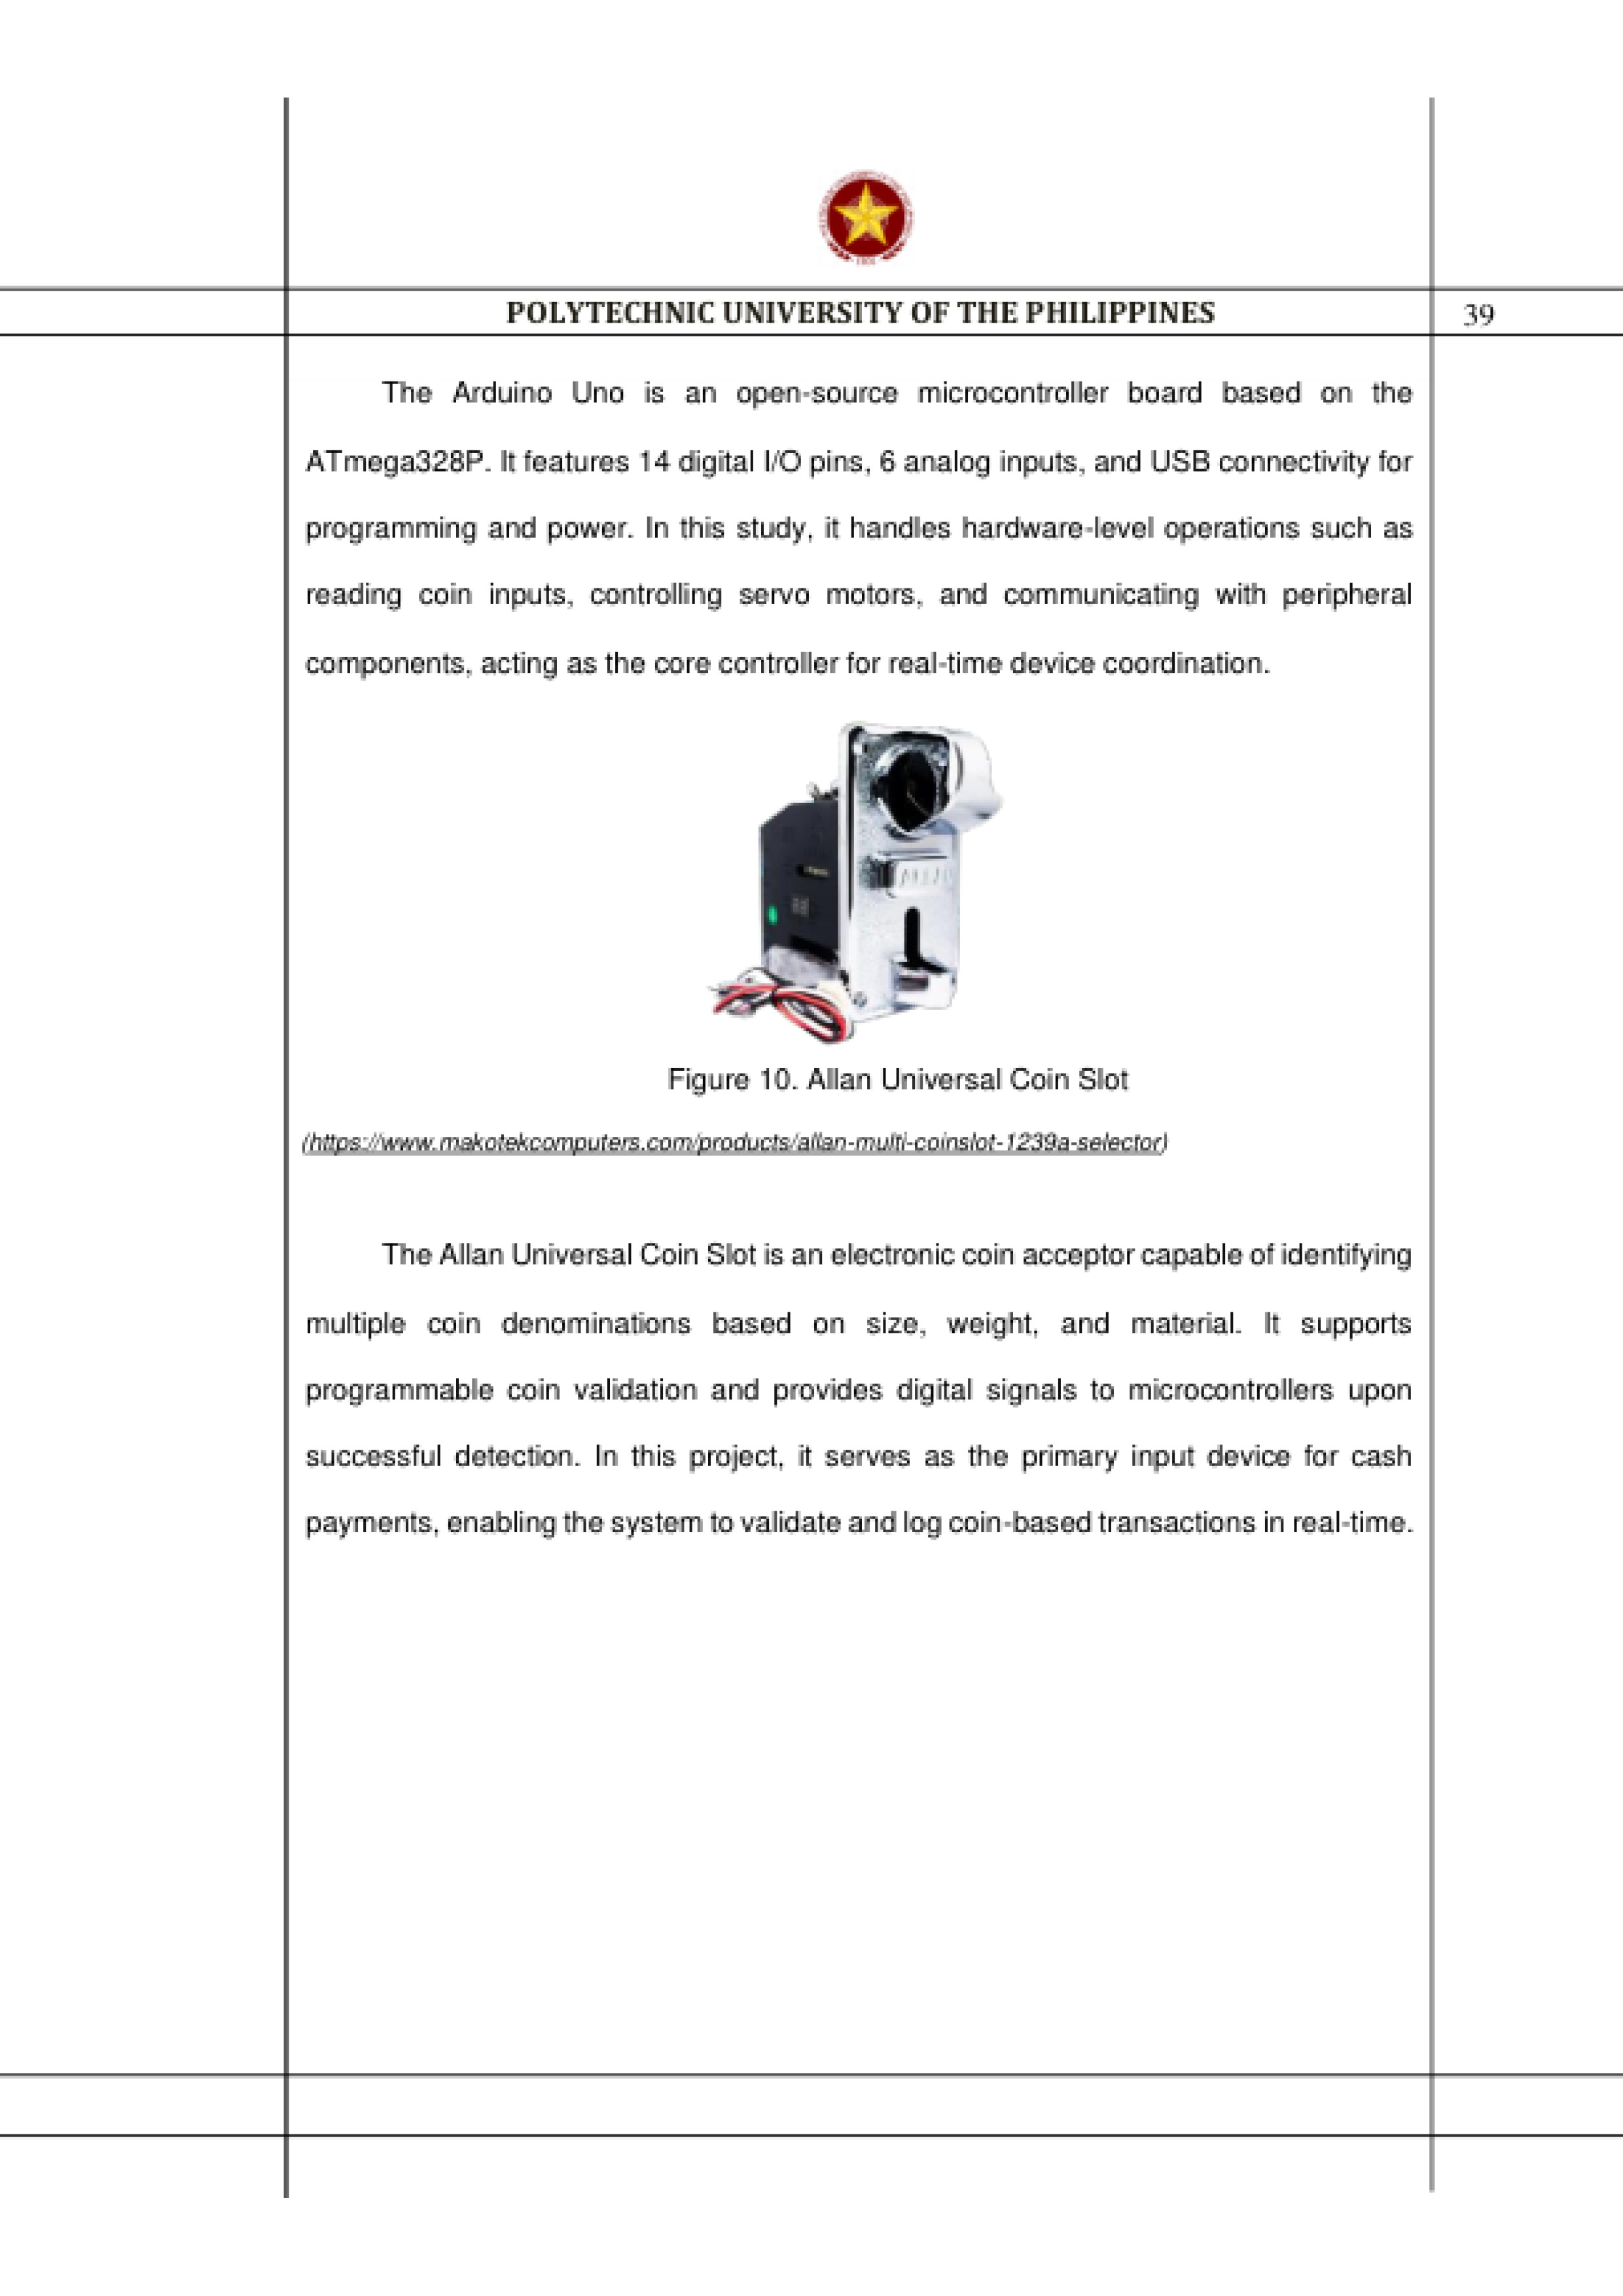 POLYTECHNIC UNIVERSITY OF THE PHILIPPINES
39
The Arduino Uno is an open-source microcontroller board based on the
ATmega328P. It features 14 digital I/O pins, 6 analog inputs, and USB connectivity for
programming and power. In this study, it handles hardware-level operations such as
reading coin inputs, controlling servo motors, and communicating with peripheral
components, acting as the core controller for real-time device coordination.
Figure 10. Allan Universal Coin Slot
(https://www.makotekcomputers.com/products/allan-multi-coinslot-1239a-selector)
The Allan Universal Coin Slot is an electronic coin acceptor capable of identifying
multiple coin denominations based on size, weight, and material. It supports
programmable coin validation and provides digital signals to microcontrollers upon
successful detection. In this project, it serves as the primary input device for cash
payments, enabling the system to validate and log coin-based transactions in real-time.